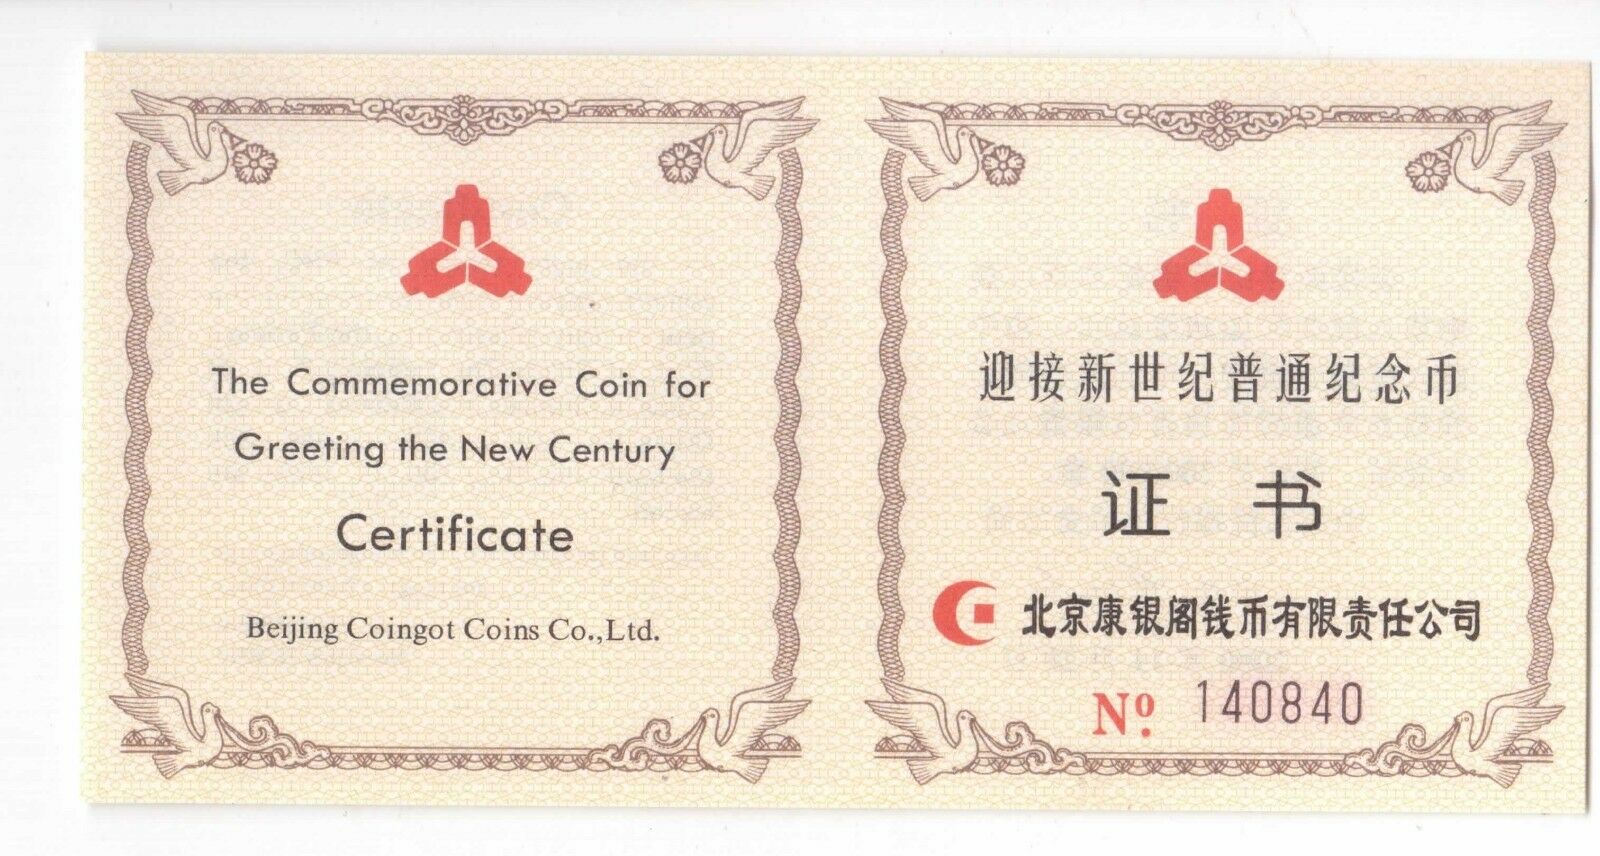 The Commemorative Coin for
Greeting the New Century
Certificate
Beijing Coingot Coins Co.,Ltd.
迎接新世纪普通纪念币
证书
北京康银阁钱币有限责任公司
Nº. 140840